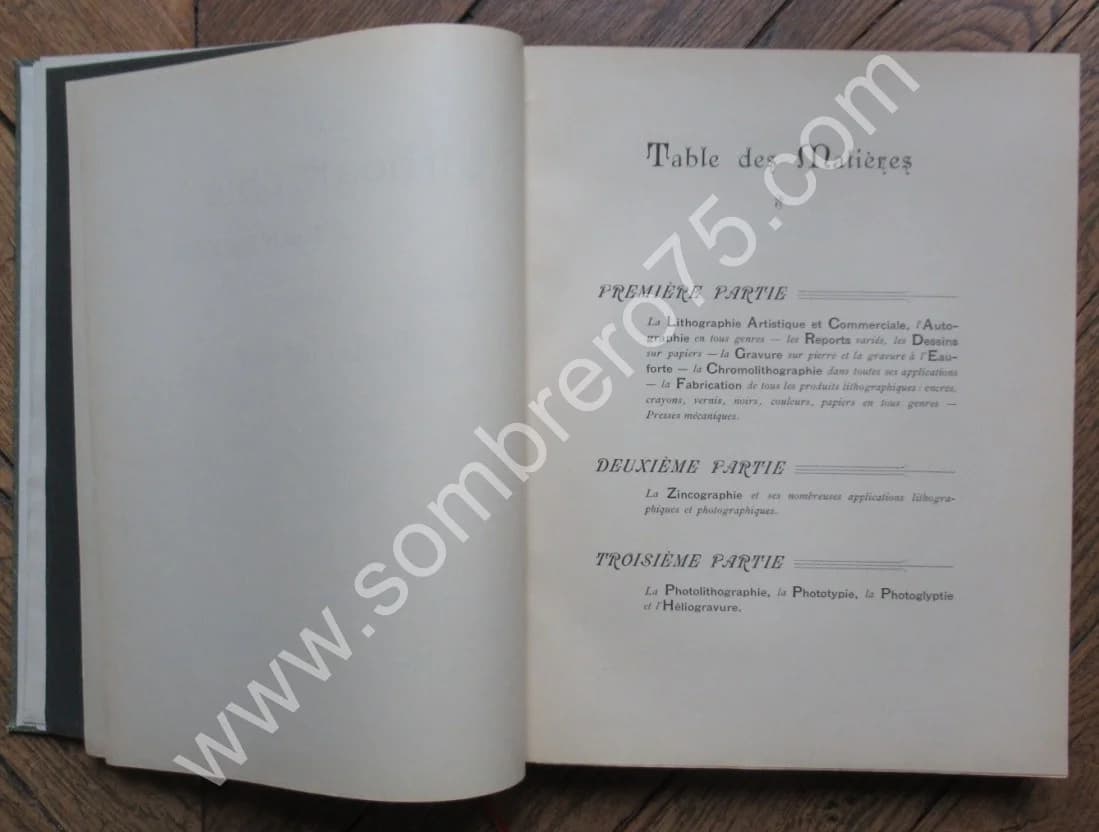 Table des Matières
PREMIÈRE PARTIE
La Lithographie Artistique et Commerciale, l'Auto-
graphie en tous genres — les Reports variés, les Dessins
sur papiers — la Gravure sur pierre et la gravure à l'Eau-
forte — la Chromolithographie dans toutes ses applications
— la Fabrication de tous les produits lithographiques : encres,
crayons, vernis, noirs, couleurs, papiers en tous genres —
Presses mécaniques.
DEUXIÈME PARTIE
La Zincographie et ses nombreuses applications lithogra-
phiques et photographiques.
TROISIÈME PARTIE
La Photolithographie, la Phototypie, la Photoglyptie
et l'Héliogravure.
www.sombrero75.com